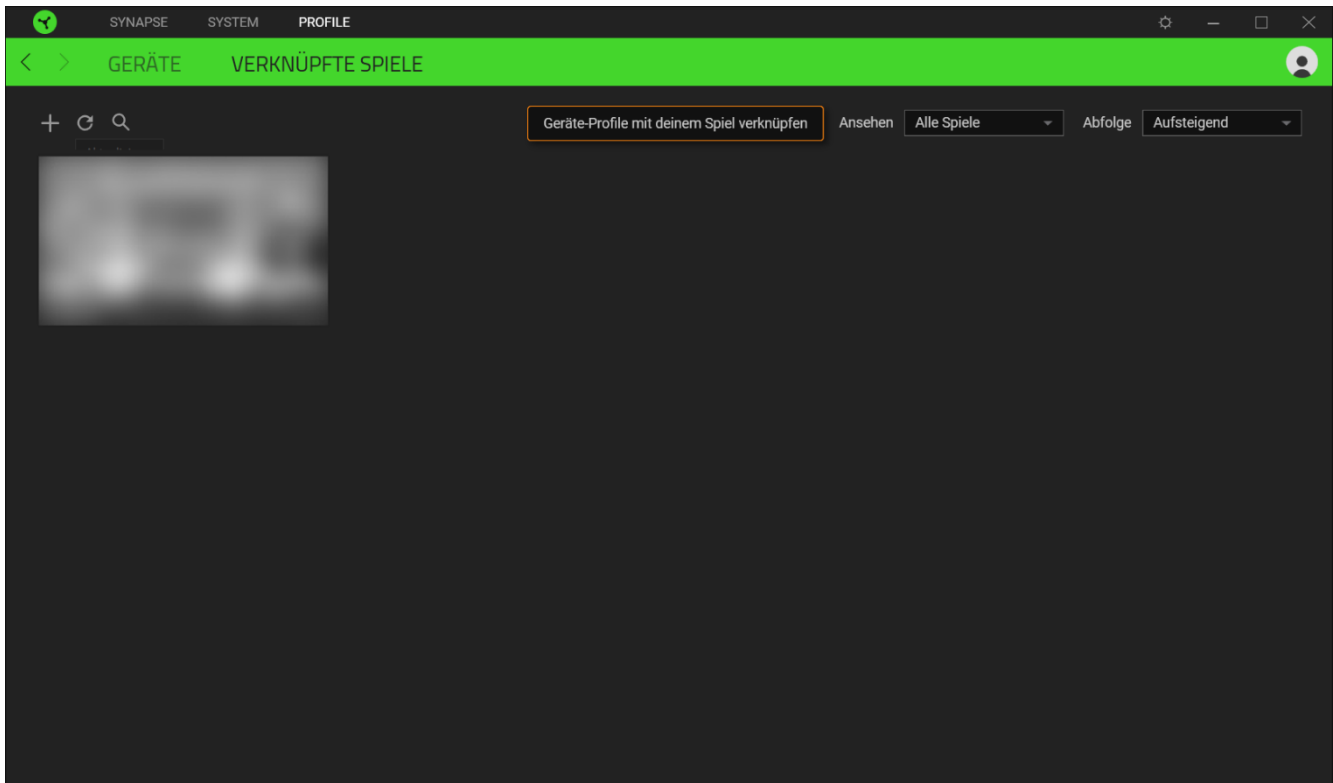 SYNAPSE SYSTEM PROFILE
GERÄTE VERKNÜPFTE SPIELE
Geräte-Profile mit deinem Spiel verknüpfen Ansehen Alle Spiele Abfolge Aufsteigend